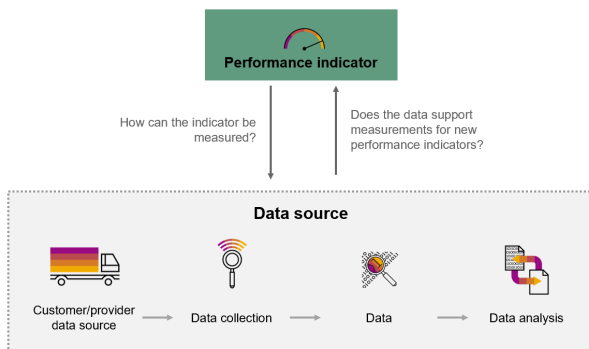 Performance indicator
How can the indicator be
measured?
Does the data support
measurements for new
performance indicators?
Data source
Customer/provider
data source
Data collection
Data
Data analysis